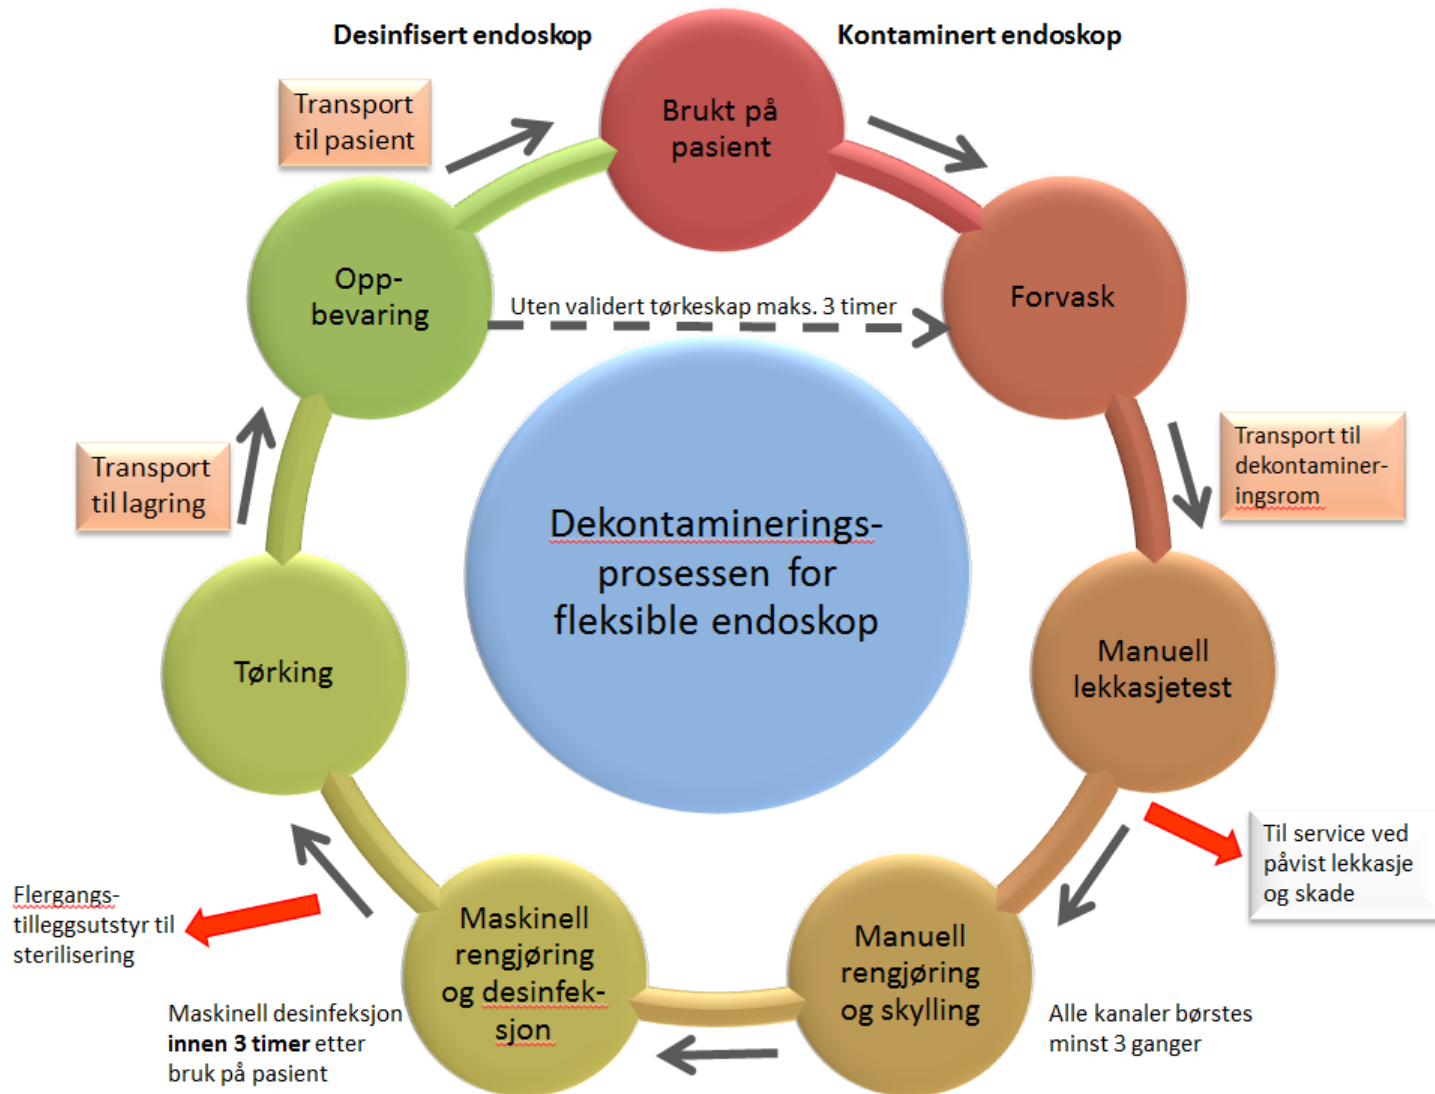 Desinfisert endoskop
Kontaminert endoskop
Transport
til pasient
Brukt på
pasient
Opp-
bevaring
Uten validert tørkeskap maks. 3 timer
Forvask
Transport
til lagring
Transport til
dekontaminer-
ingsrom
Dekontaminerings-
prosessen for
fleksible endoskop
Tørking
Manuell
lekkasjetest
Til service ved
påvist lekkasje
og skade
Flergangs-
tilleggsutstyr til
sterilisering
Maskinell
rengjøring
og desinfek-
sjon
Manuell
rengjøring
og skylling
Maskinell desinfeksjon
innen 3 timer etter
bruk på pasient
Alle kanaler børstes
minst 3 ganger